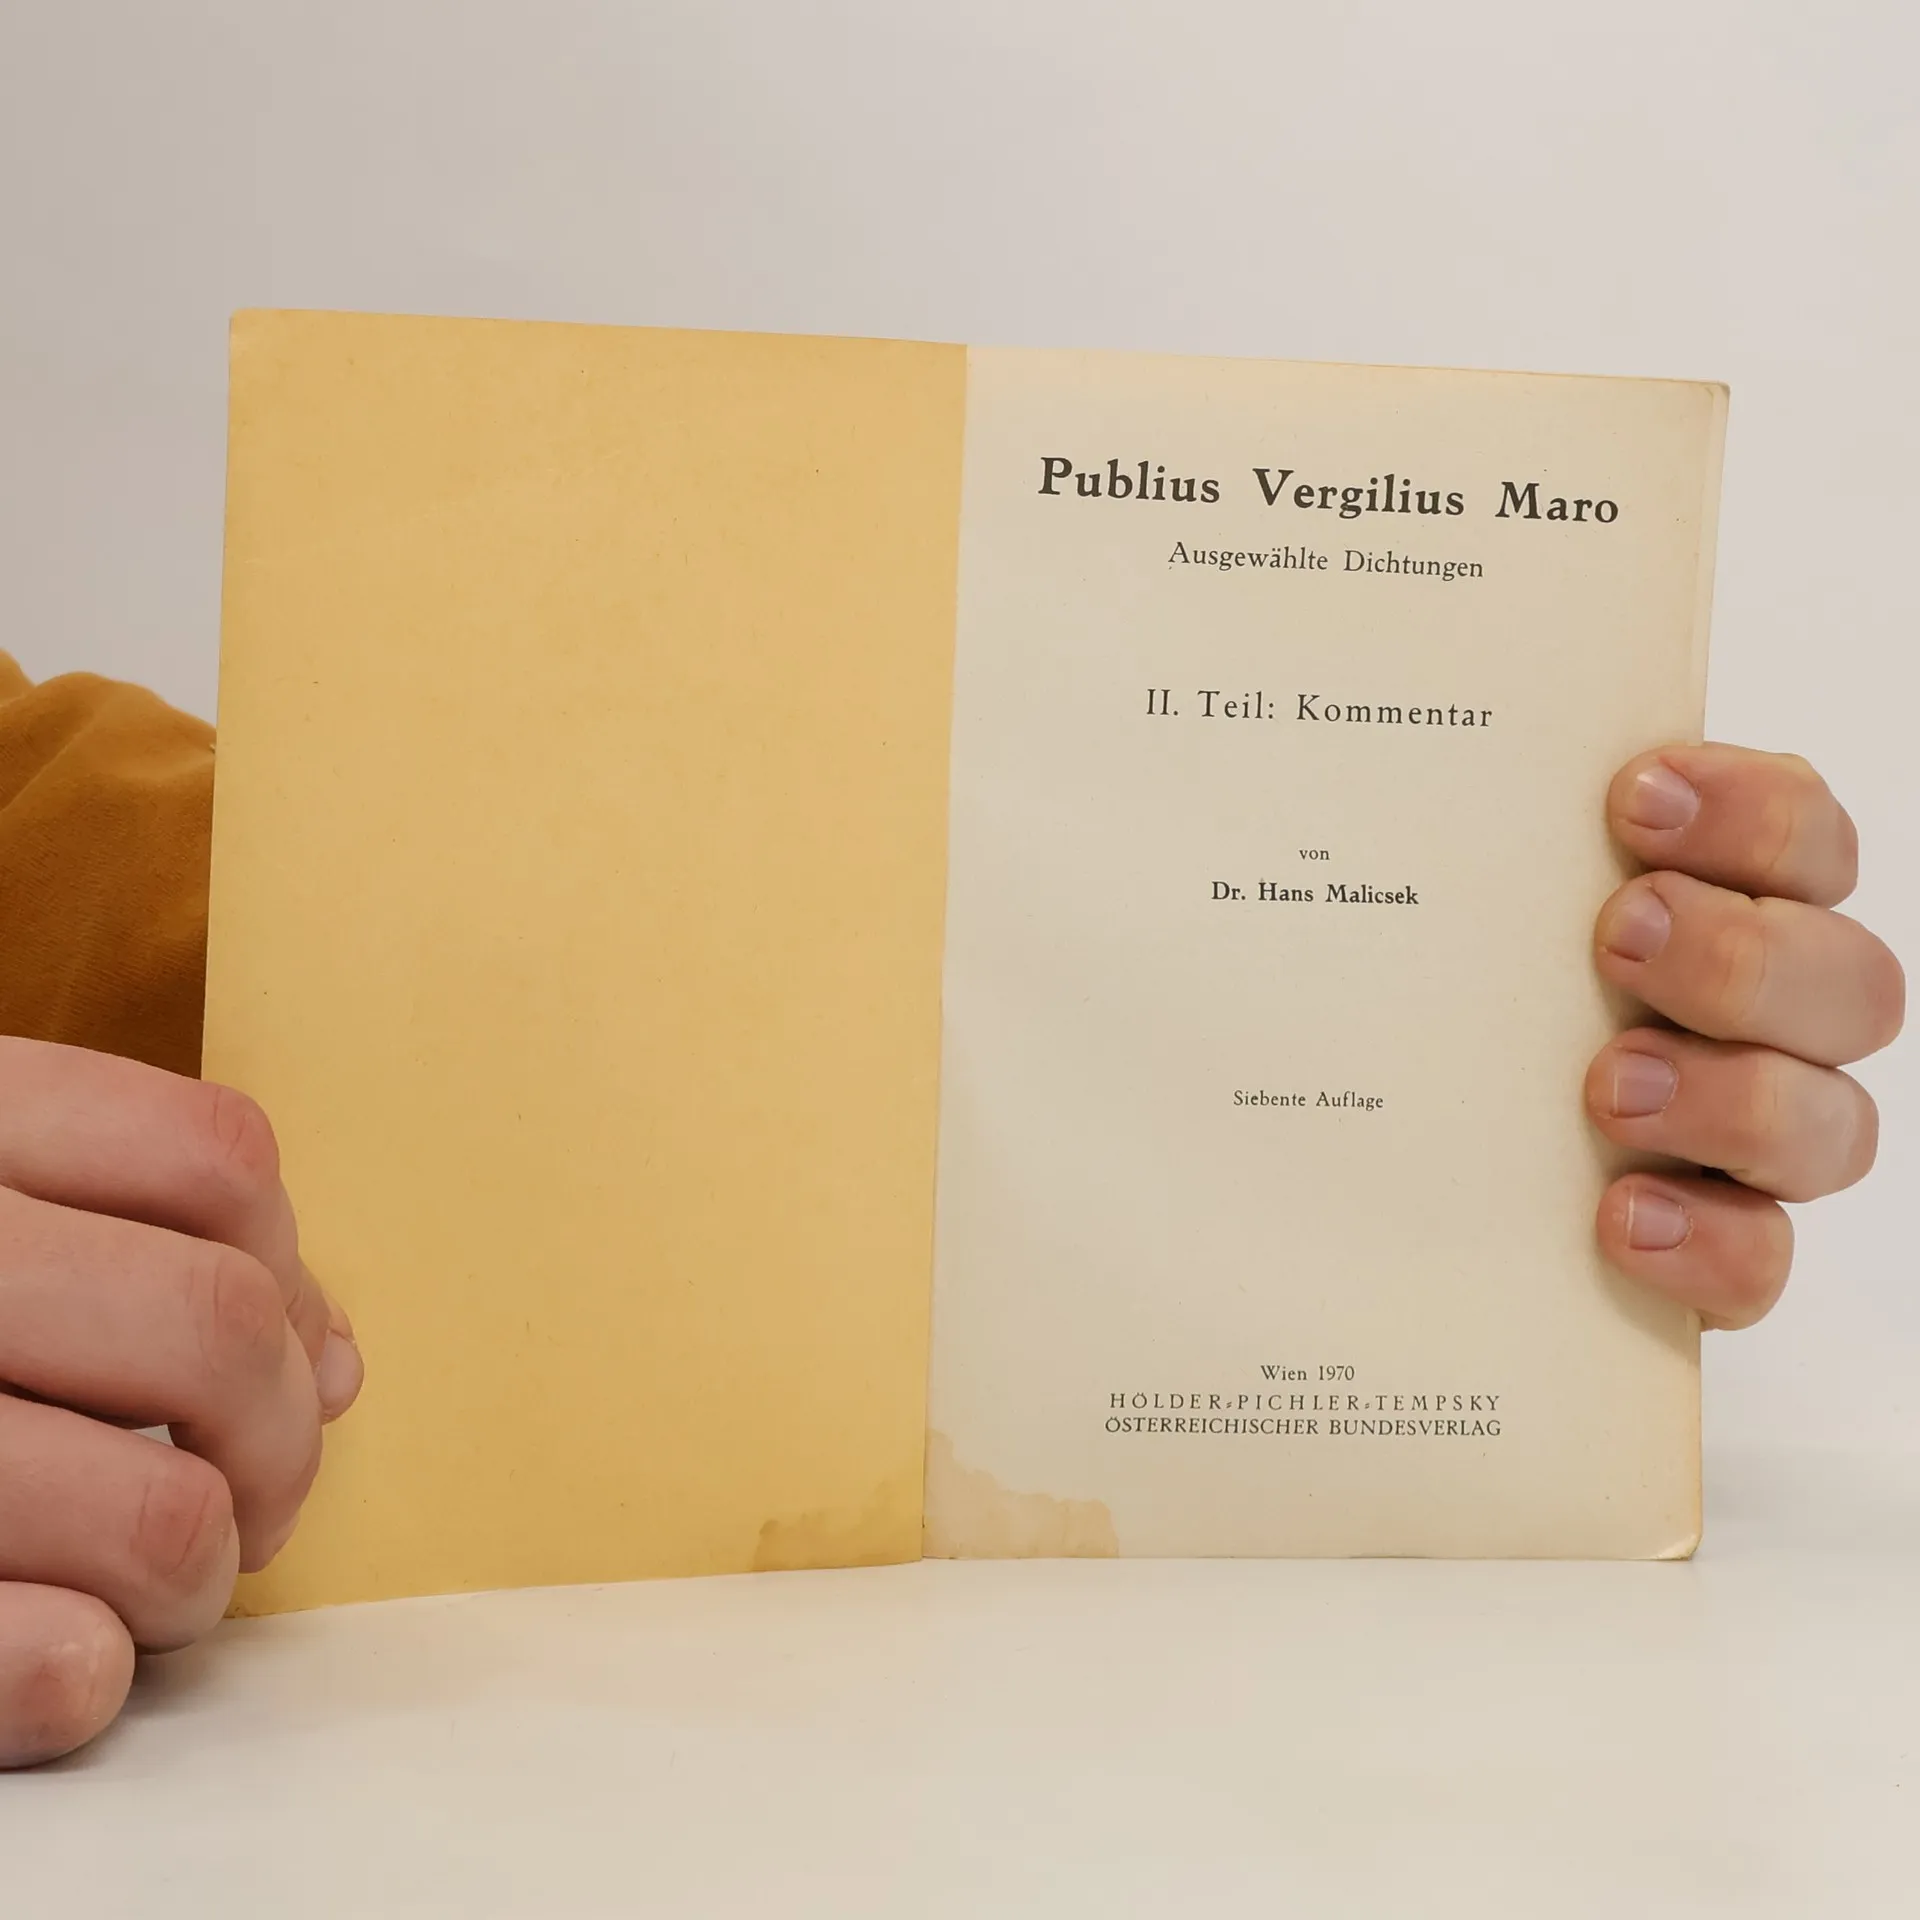 Publius Vergilius Maro
Ausgewählte Dichtungen
II. Teil: Kommentar
von
Dr. Hans Malicsek
Siebente Auflage
Wien 1970
HÖLDER-PICHLER-TEMPSKY
ÖSTERREICHISCHER BUNDESVERLAG